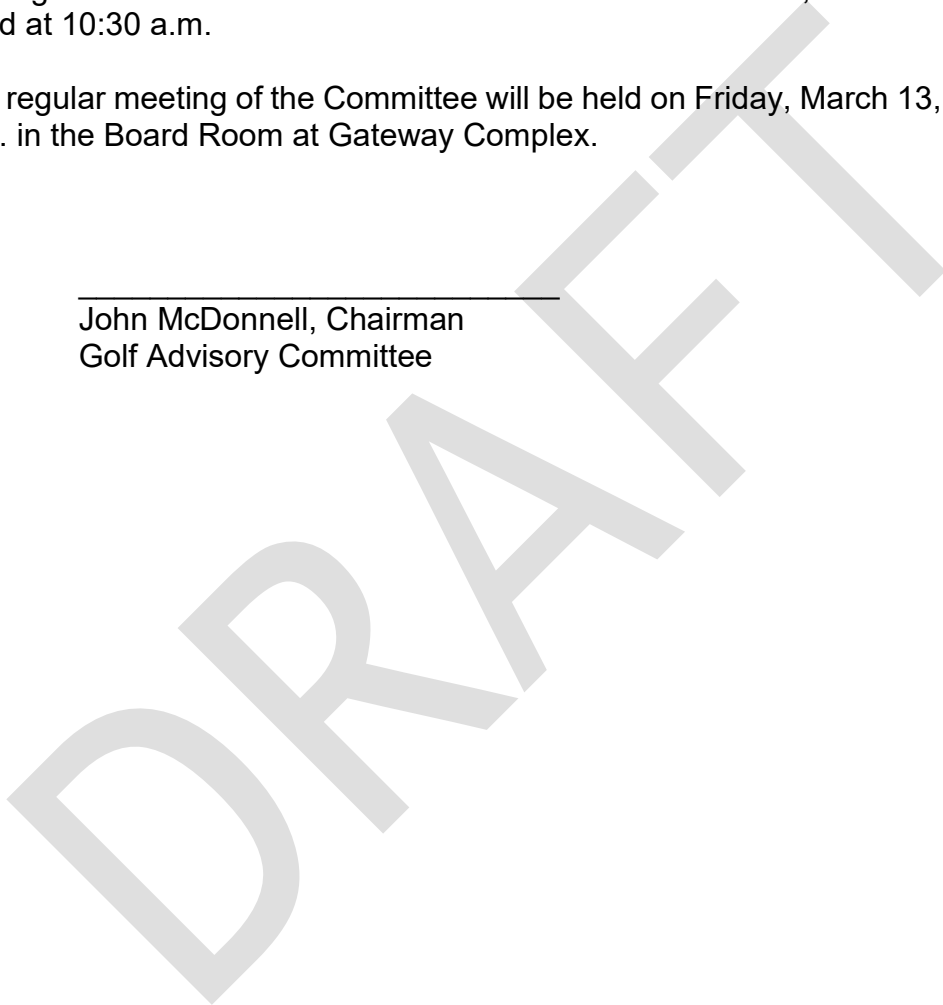 d at 10:30 a.m.
regular meeting of the Committee will be held on Friday, March 13,
. in the Board Room at Gateway Complex.
John McDonnell, Chairman
Golf Advisory Committee
DRAFT